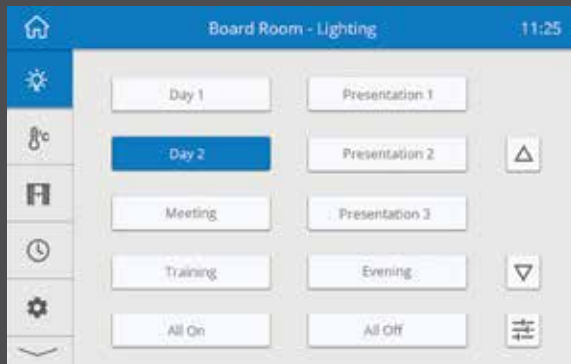 Board Room - Lighting 11:25
°c
Day 1 Presentation 1
Day 2 Presentation 2
Meeting Presentation 3
Training Evening
All On All Off